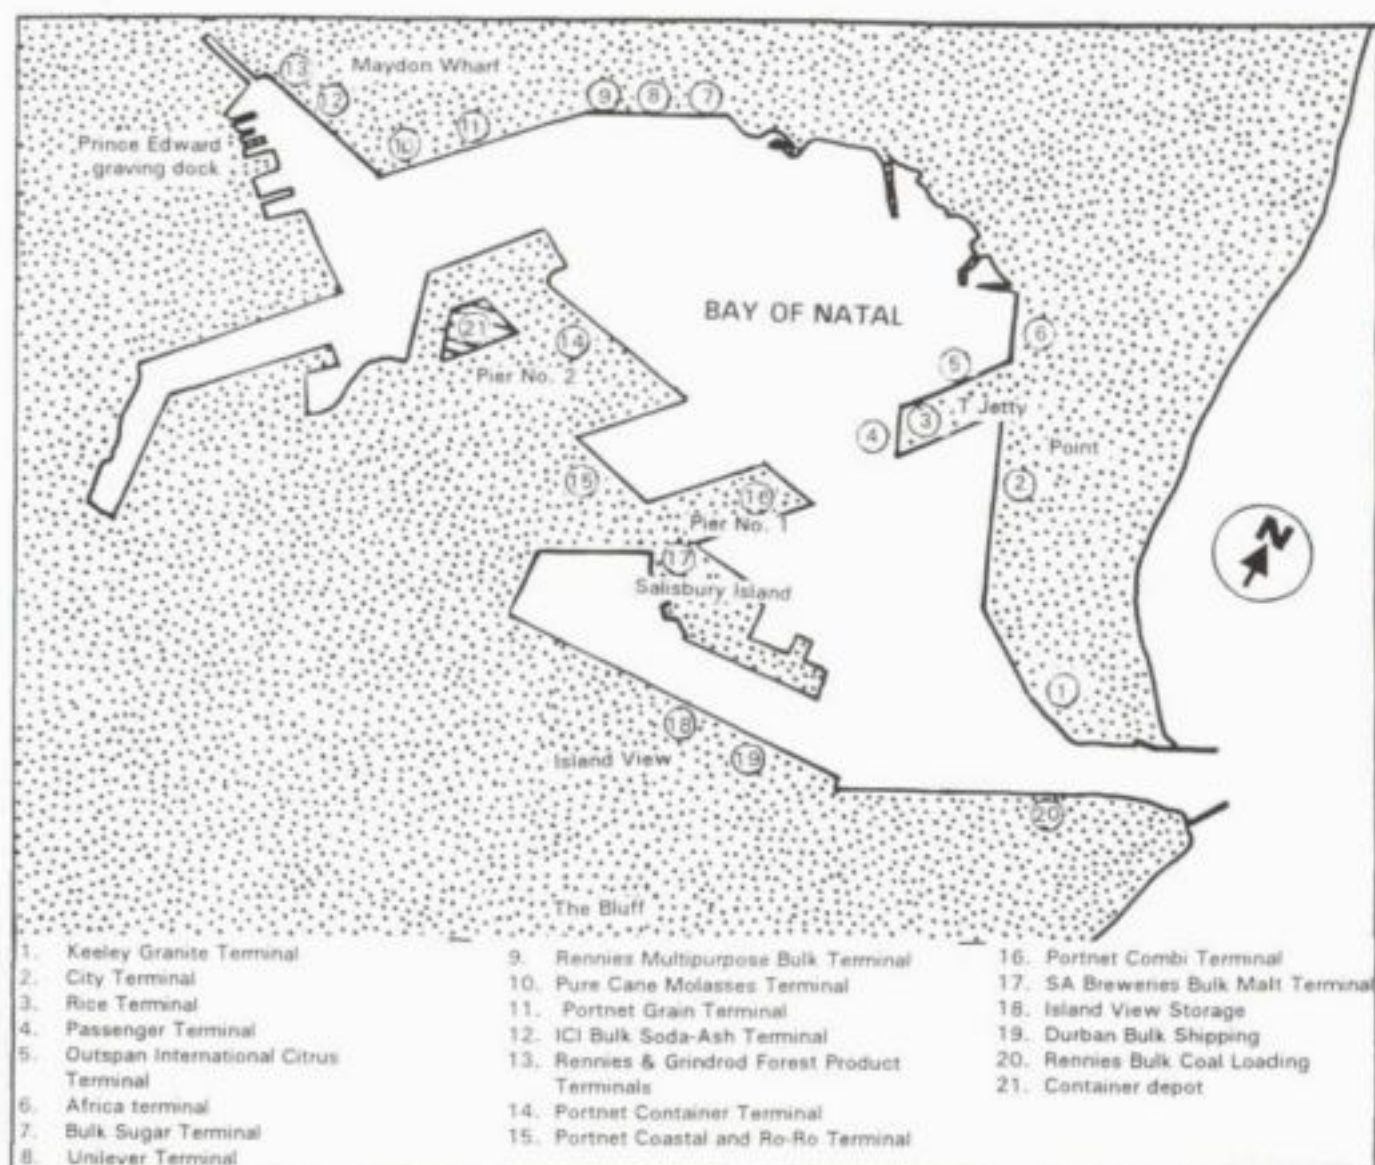 13
Maydon Wharf
12
9
8
7
11
10
Prince Edward
graving dock
BAY OF NATAL
21
14
6
Pier No. 2
5
T Jetty
3
4
Point
15
2
16
Pier No. 1
N
17
Salisbury Island
1
18
Island View
19
20
The Bluff
1. Keeley Granite Terminal
2. City Terminal
3. Rice Terminal
4. Passenger Terminal
5. Outspan International Citrus
Terminal
6. Africa terminal
7. Bulk Sugar Terminal
8. Unilever Terminal
9. Rennies Multipurpose Bulk Terminal
10. Pure Cane Molasses Terminal
11. Portnet Grain Terminal
12. ICI Bulk Soda-Ash Terminal
13. Rennies & Grindrod Forest Product
Terminals
14. Portnet Container Terminal
15. Portnet Coastal and Ro-Ro Terminal
16. Portnet Combi Terminal
17. SA Breweries Bulk Malt Terminal
18. Island View Storage
19. Durban Bulk Shipping
20. Rennies Bulk Coal Loading
21. Container depot